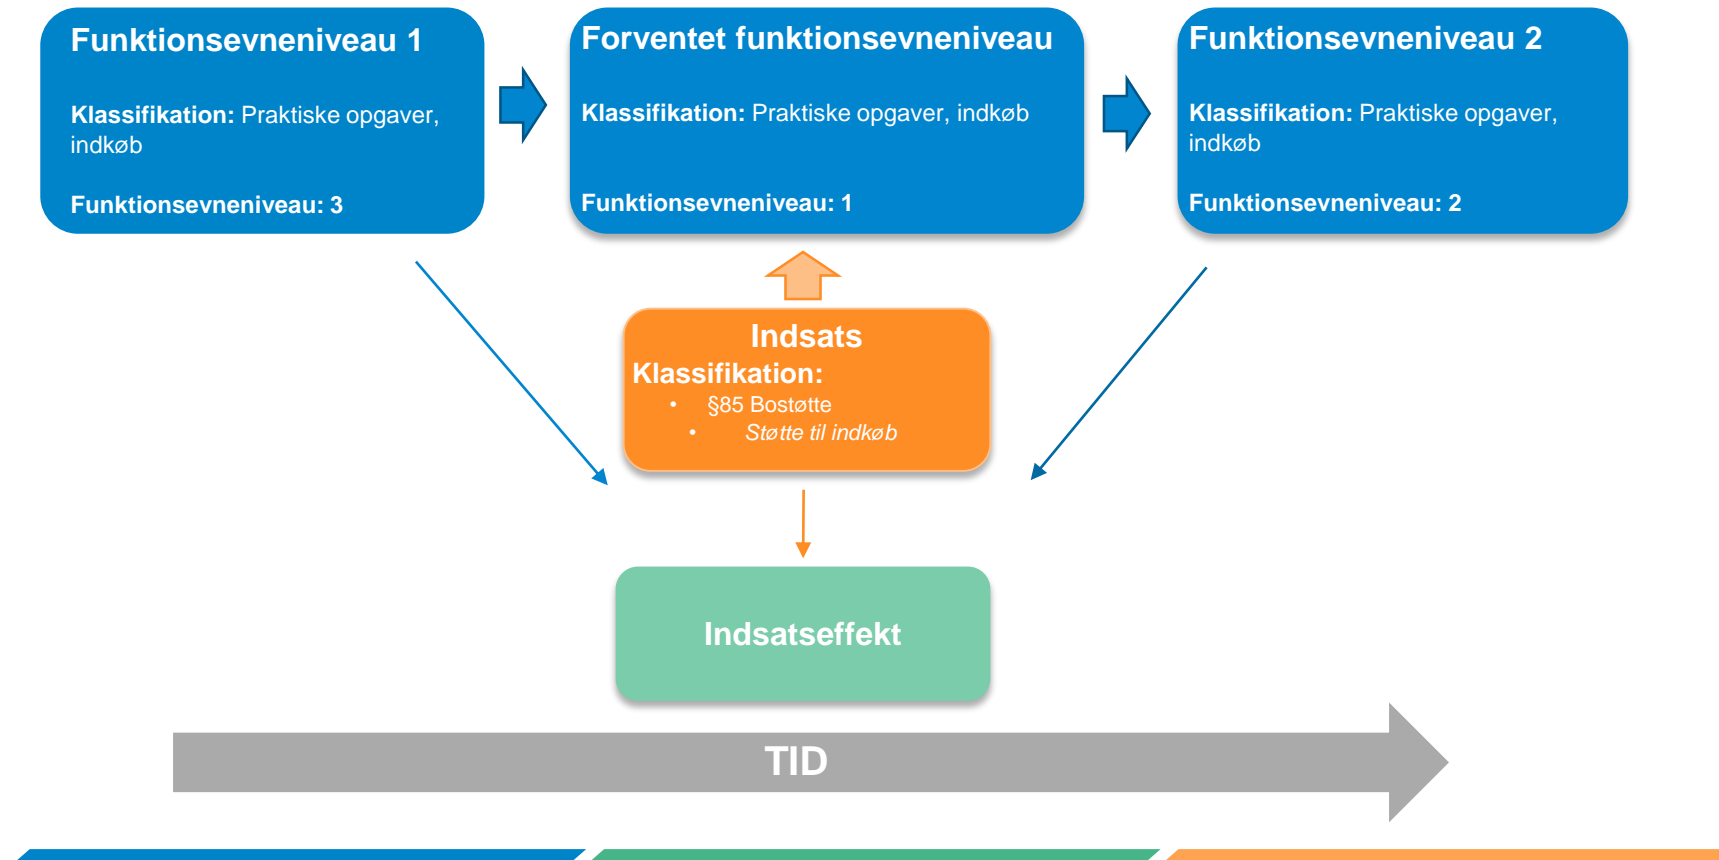 Funktionsevneniveau 1
Klassifikation: Praktiske opgaver,
indkøb
Funktionsevneniveau: 3
Forventet funktionsevneniveau
Klassifikation: Praktiske opgaver, indkøb
Funktionsevneniveau: 1
Funktionsevneniveau 2
Klassifikation: Praktiske opgaver,
indkøb
Funktionsevneniveau: 2
Indsats
Klassifikation:
• §85 Bostøtte
• Støtte til indkøb
Indsatseffekt
TID